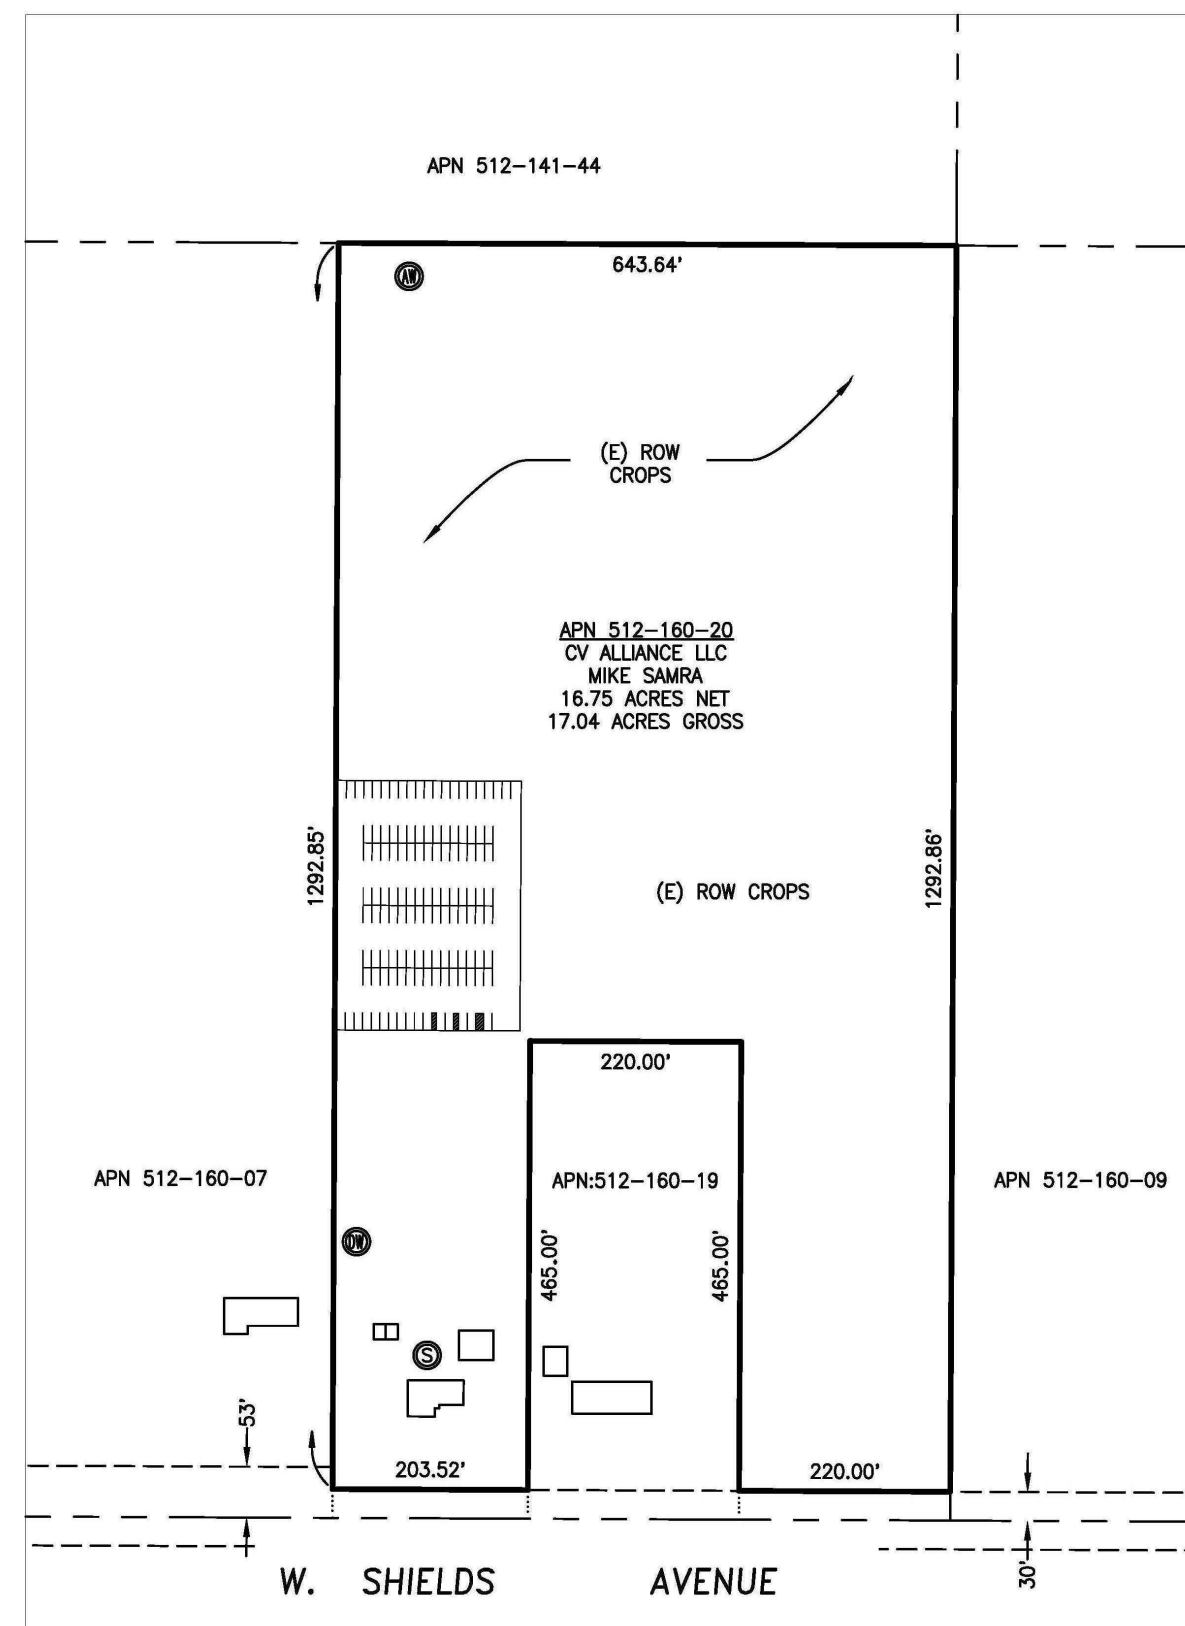 APN 512-141-44
643.64'
AW
(E) ROW
CROPS
APN 512-160-20
CV ALLIANCE LLC
MIKE SAMRA
16.75 ACRES NET
17.04 ACRES GROSS
1292.85'
(E) ROW CROPS
1292.86'
220.00'
APN 512-160-07
APN:512-160-19
APN 512-160-09
DW
465.00'
465.00'
S
53'
203.52'
220.00'
30'
W. SHIELDS AVENUE